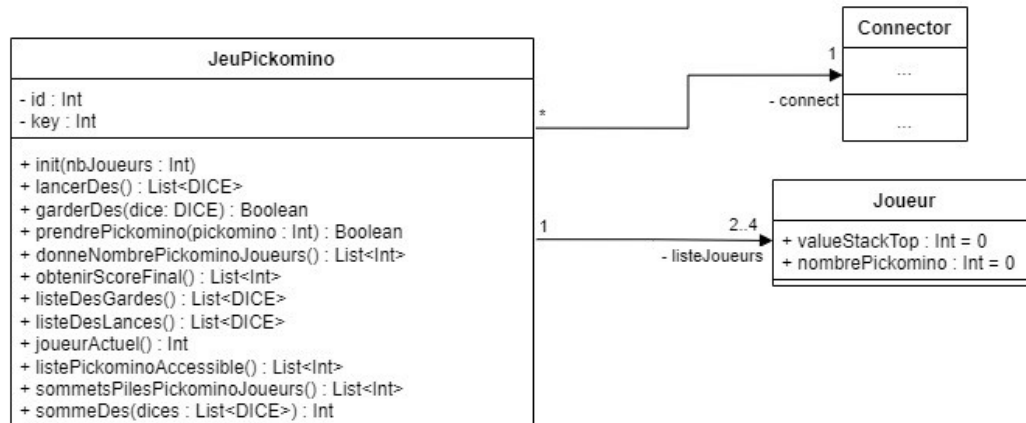 JeuPickomino
- id : Int
- key : Int
+ init(nbJoueurs : Int)
+ lancerDes() : List<DICE>
+ garderDes(dice: DICE) : Boolean
+ prendrePickomino(pickomino : Int) : Boolean
+ donneNombrePickominoJoueurs() : List<Int>
+ obtenirScoreFinal() : List<Int>
+ listeDesGardes() : List<DICE>
+ listeDesLances() : List<DICE>
+ joueurActuel() : Int
+ listePickominoAccessible() : List<Int>
+ sommetsPilesPickominoJoueurs() : List<Int>
+ sommeDes(dices : List<DICE>) : Int
*
1
- connect
Connector
...
...
1
2..4
- listeJoueurs
Joueur
+ valueStackTop : Int = 0
+ nombrePickomino : Int = 0